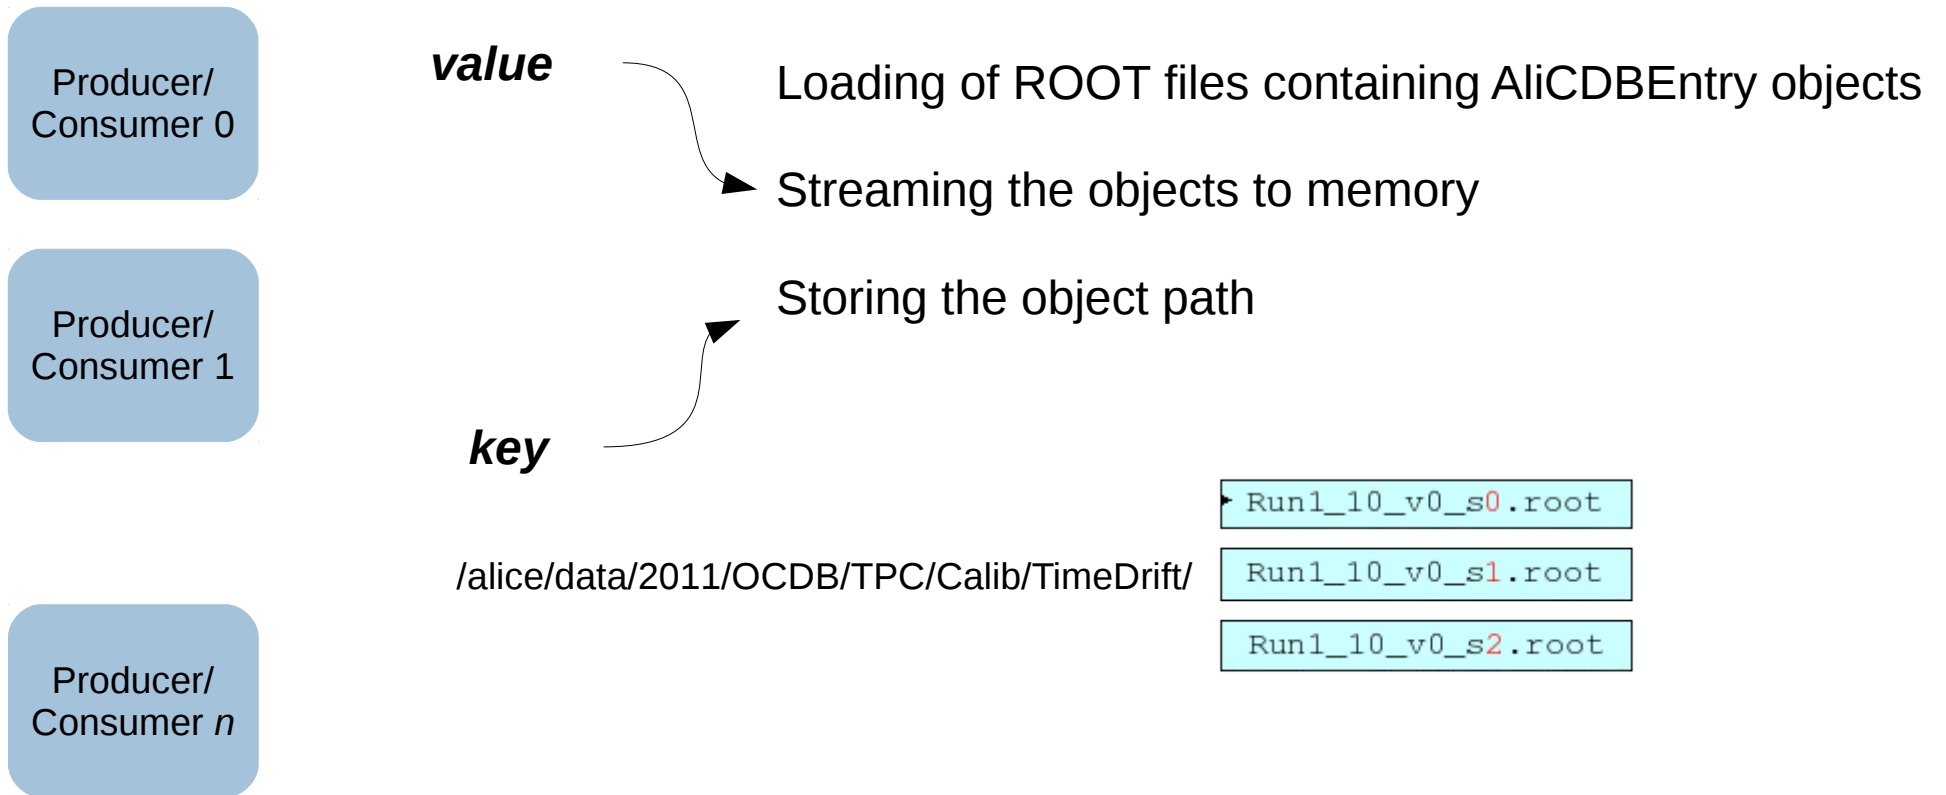 Producer/
Consumer 0
value
Loading of ROOT files containing AliCDBEntry objects
Streaming the objects to memory
Producer/
Consumer 1
Storing the object path
key
/alice/data/2011/OCDB/TPC/Calib/TimeDrift/
Run1_10_v0_s0.root
Run1_10_v0_s1.root
Run1_10_v0_s2.root
Producer/
Consumer n